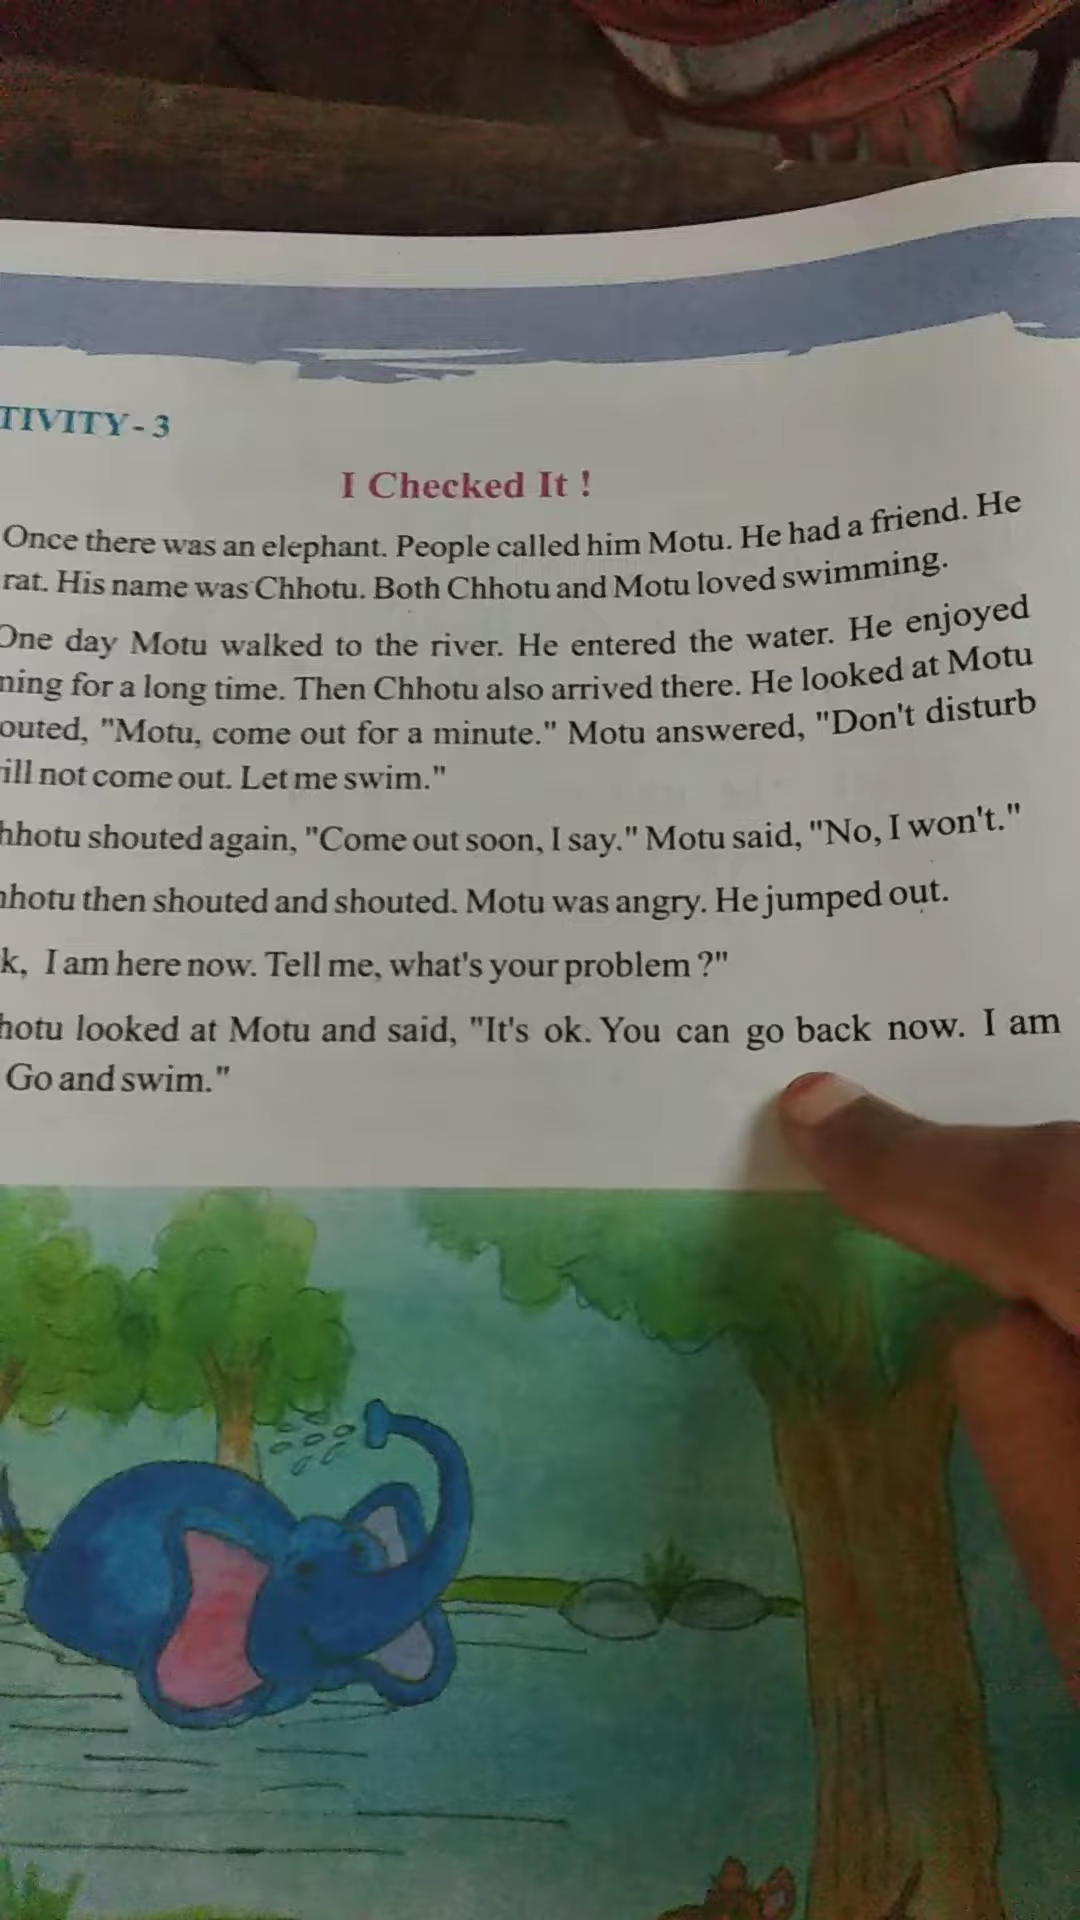 TIVITY - 3
I Checked It !
Once there was an elephant. People called him Motu. He had a friend. He
rat. His name was Chhotu. Both Chhotu and Motu loved swimming.
One day Motu walked to the river. He entered the water. He enjoyed
ning for a long time. Then Chhotu also arrived there. He looked at Motu
outed, "Motu, come out for a minute." Motu answered, "Don't disturb
ill not come out. Let me swim."
hhotu shouted again, "Come out soon, I say." Motu said, "No, I won't."
hhotu then shouted and shouted. Motu was angry. He jumped out.
k, I am here now. Tell me, what's your problem ?"
hotu looked at Motu and said, "It's ok. You can go back now. I am
Go and swim."